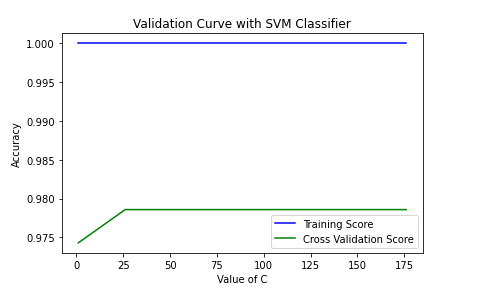 Validation Curve with SVM Classifier
1.000
0.995
0.990
0.985
0.980
0.975
Accuracy
Training Score
Cross Validation Score
0 25 50 75 100 125 150 175
Value of C